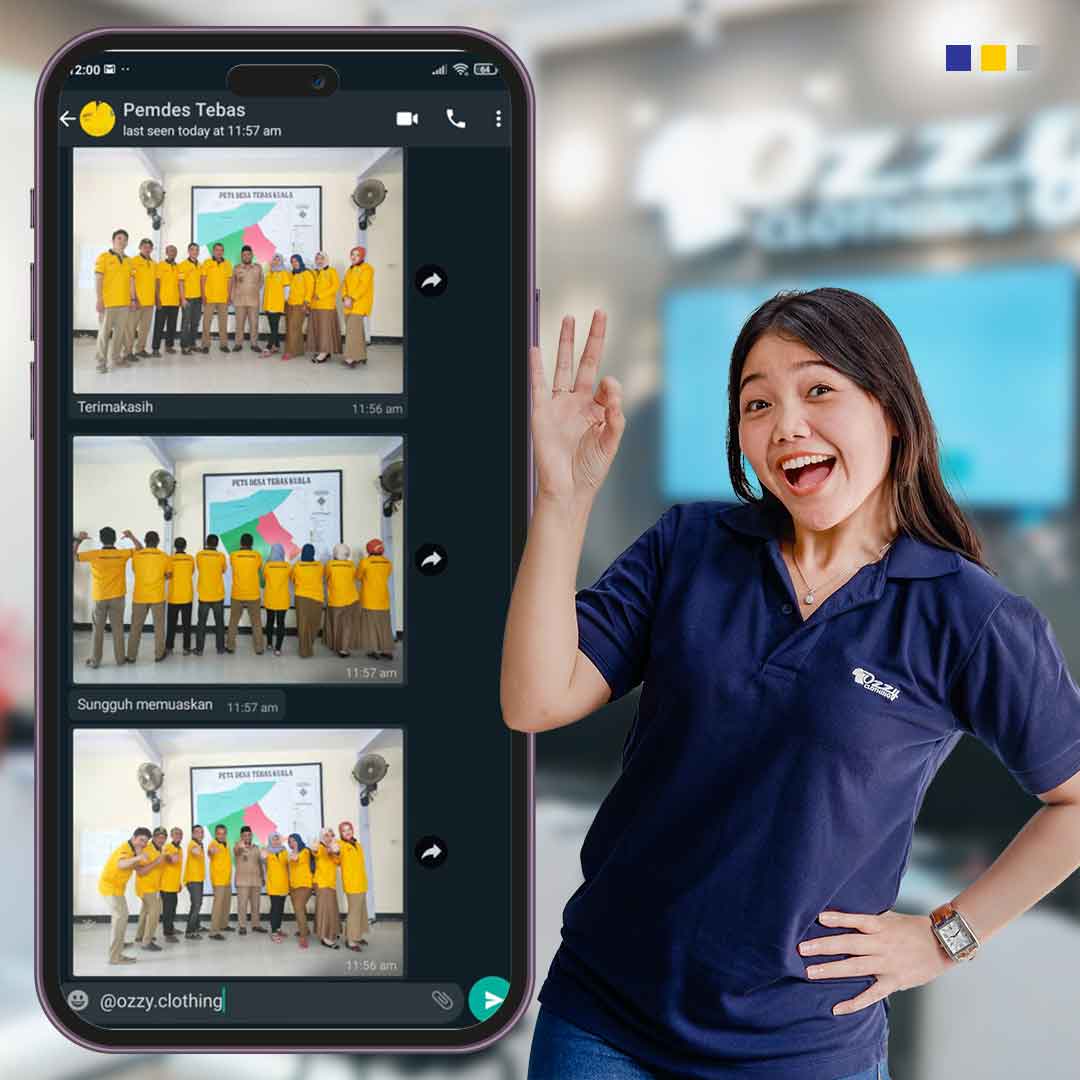 12:00
64
Pemdes Tebas
last seen today at 11:57 am
PETA DESA TEBAS KUALA
Terimakasih
11:56 am
PETA DESA TEBAS KUALA
11:57 am
Sungguh memuaskan
11:57 am
PETA DESA TEBAS KUALA
11:56 am
@ozzy.clothing
Ozzy
CLOTHING
Ozzy
CLOTHING